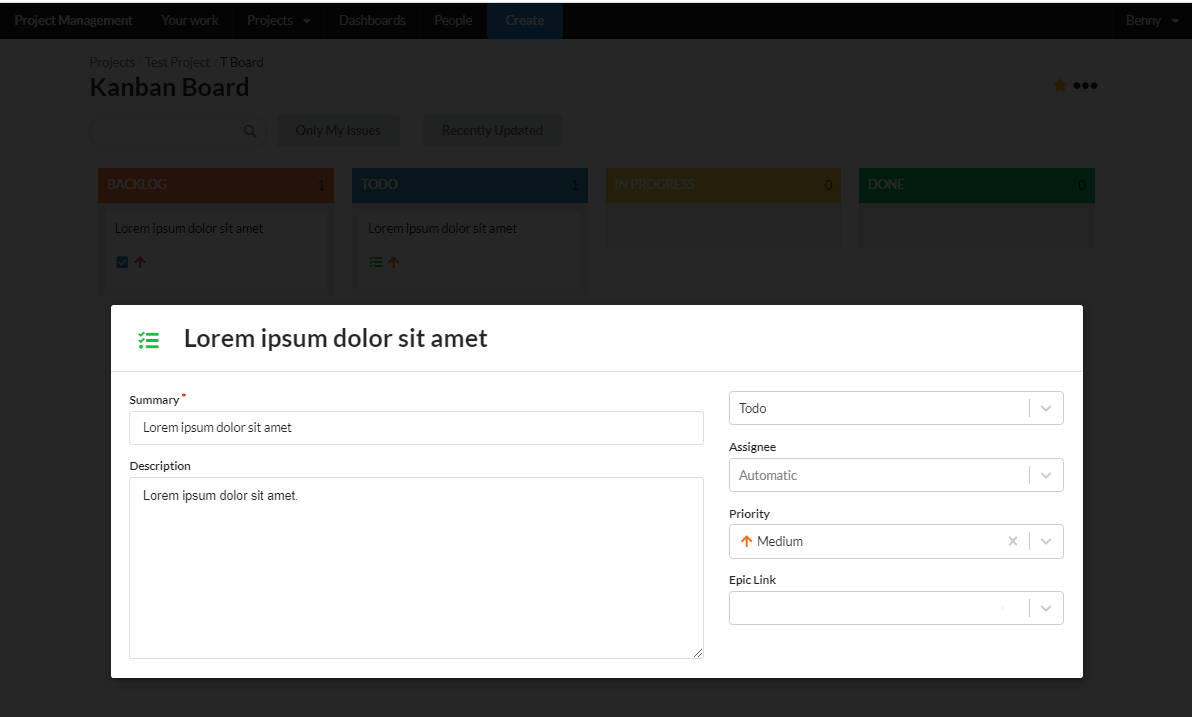 Project Management Your work Projects Dashboards People Create Benny
Projects / Test Project / T Board
Kanban Board
Only My Issues Recently Updated
BACKLOG 1 TODO 1 IN PROGRESS 0 DONE 0
Lorem ipsum dolor sit amet Lorem ipsum dolor sit amet
Lorem ipsum dolor sit amet
Summary*
Lorem ipsum dolor sit amet
Description
Lorem ipsum dolor sit amet.
Todo
Assignee
Automatic
Priority
Medium
Epic Link